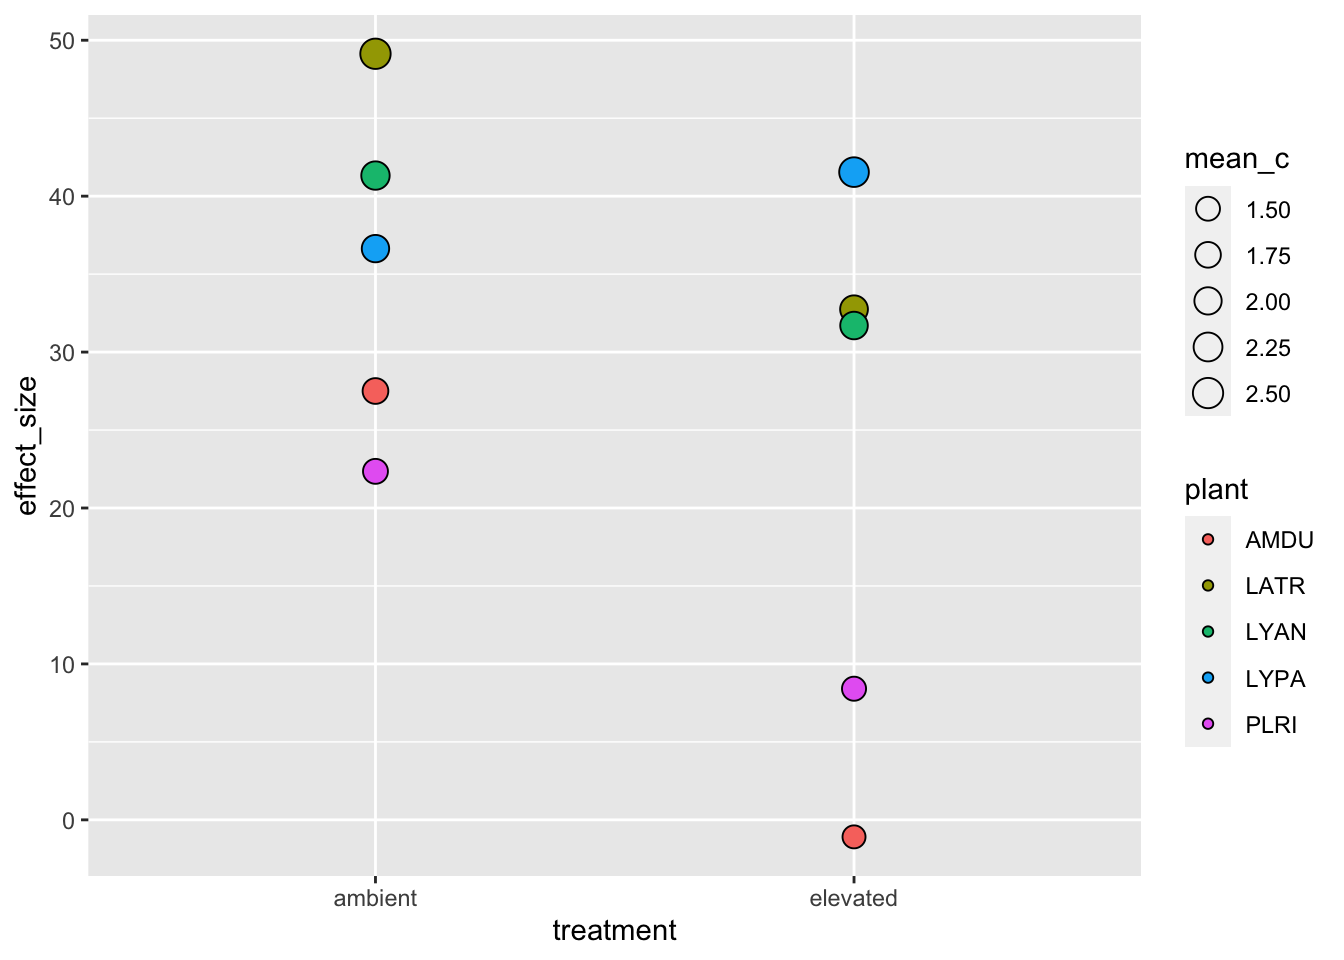 50
40
30
20
10
0
effect_size
ambient
elevated
treatment
mean_c
1.50
1.75
2.00
2.25
2.50
plant
AMDU
LATR
LYAN
LYPA
PLRI